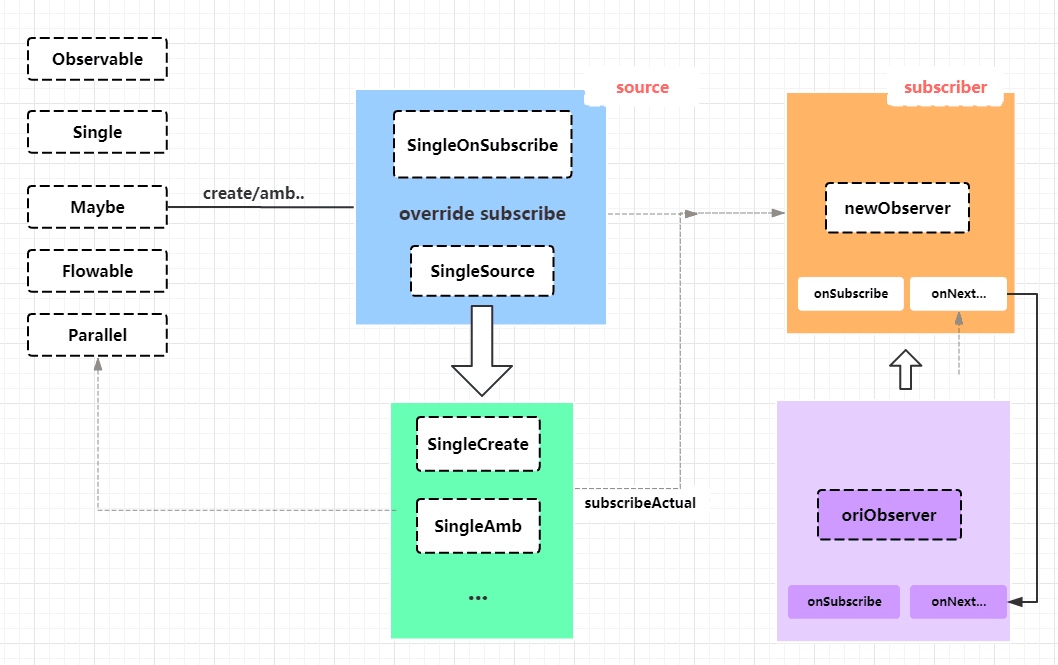 Observable
Single
Maybe
Flowable
Parallel
create/amb..
source
SingleOnSubscribe
override subscribe
SingleSource
SingleCreate
SingleAmb
...
subscribeActual
subscriber
newObserver
onSubscribe
onNext...
oriObserver
onSubscribe
onNext...